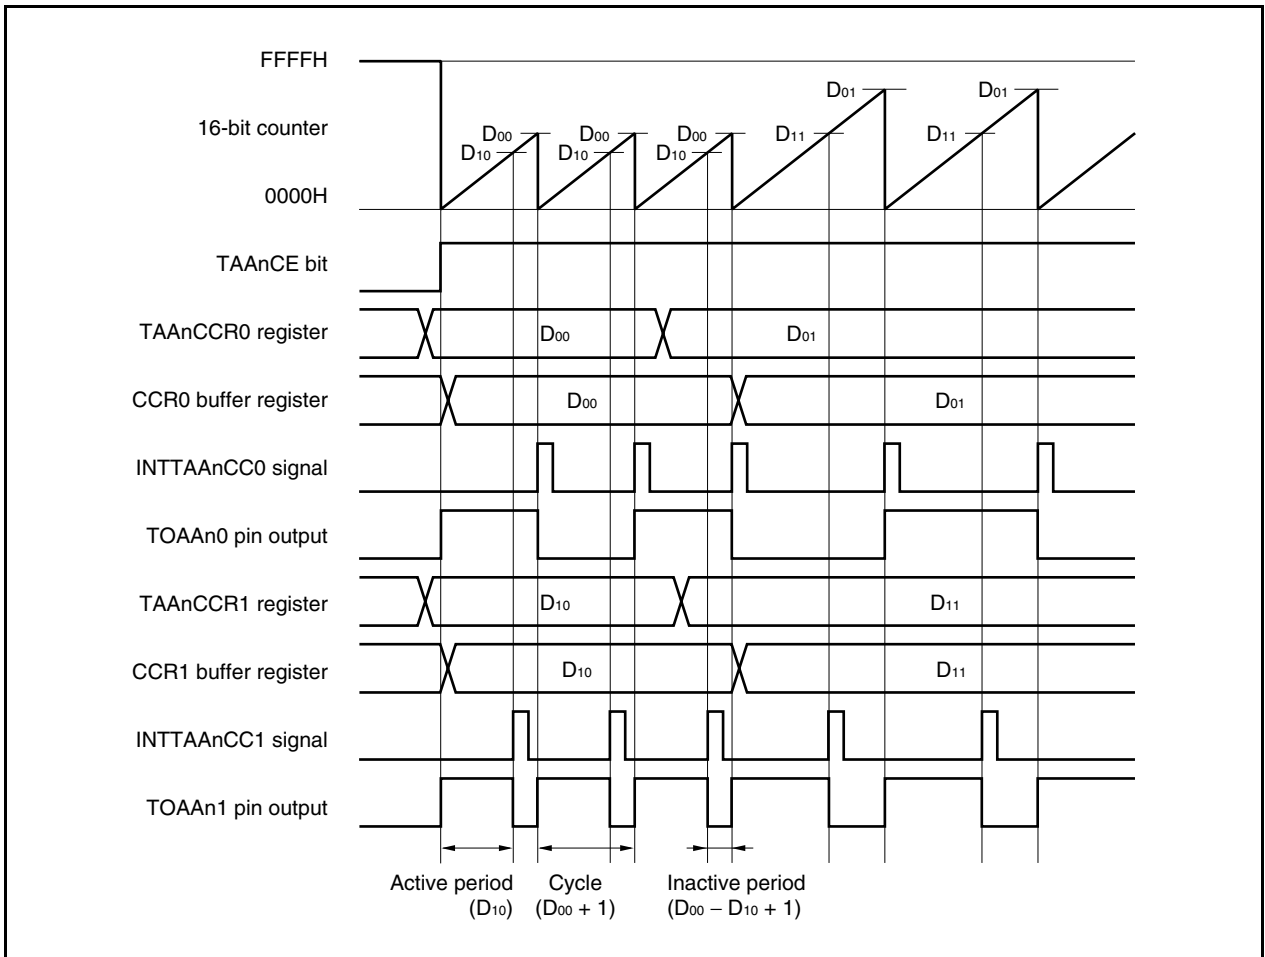 FFFFH
D01 D01
16-bit counter D00 D00 D00 D11 D11
D10 D10 D10
0000H
TAAnCE bit
TAAnCCR0 register D00 D01
CCR0 buffer register D00 D01
INTTAAnCC0 signal
TOAAn0 pin output
TAAnCCR1 register D10 D11
CCR1 buffer register D10 D11
INTTAAnCC1 signal
TOAAn1 pin output
Active period Cycle Inactive period
(D10) (D00 + 1) (D00 − D10 + 1)